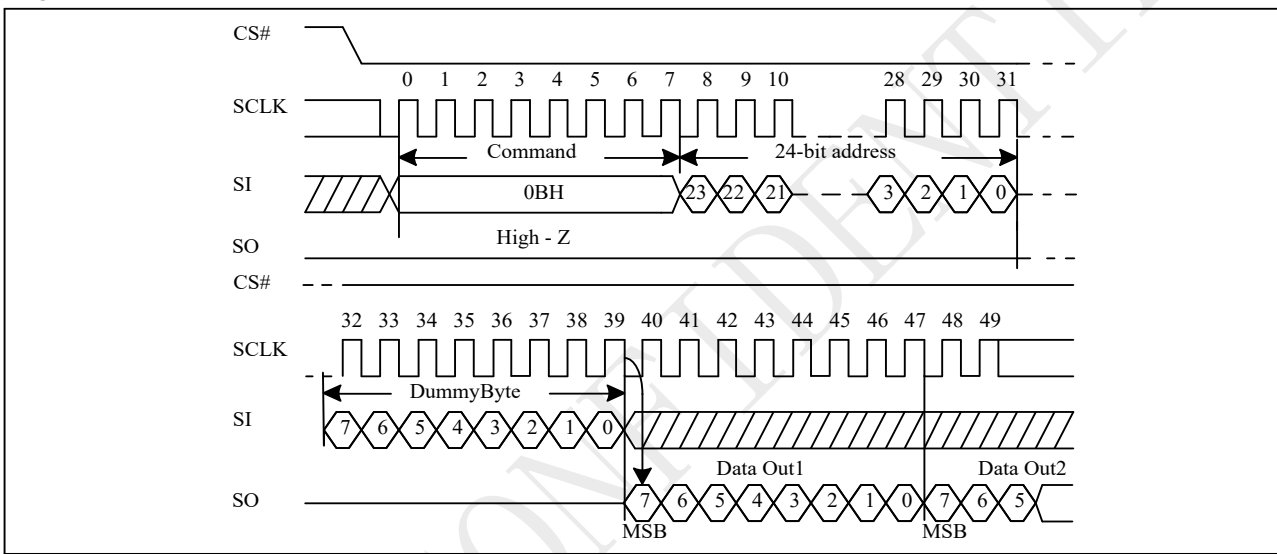 CS#
0 1 2 3 4 5 6 7 8 9 10 28 29 30 31
SCLK
Command 24-bit address
SI 0BH 23 22 21 3 2 1 0
High - Z
SO
CS#
32 33 34 35 36 37 38 39 40 41 42 43 44 45 46 47 48 49
SCLK
DummyByte
SI 7 6 5 4 3 2 1 0
Data Out1 Data Out2
SO 7 6 5 4 3 2 1 0 7 6 5
MSB MSB